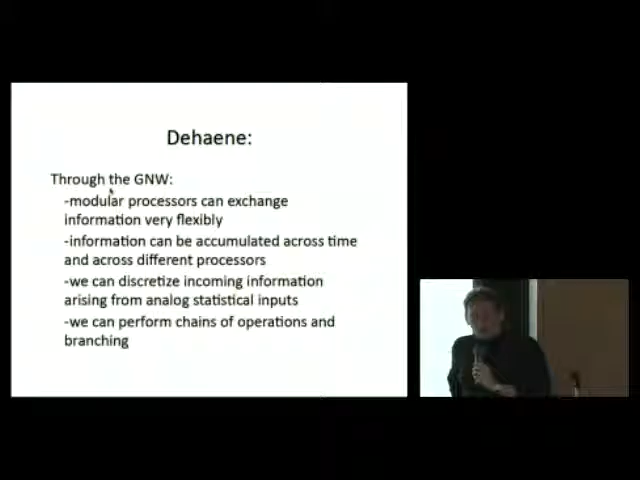 Dehaene:
Through the GNW:
-modular processors can exchange
information very flexibly
-information can be accumulated across time
and across different processors
-we can discretize incoming information
arising from analog statistical inputs
-we can perform chains of operations and
branching